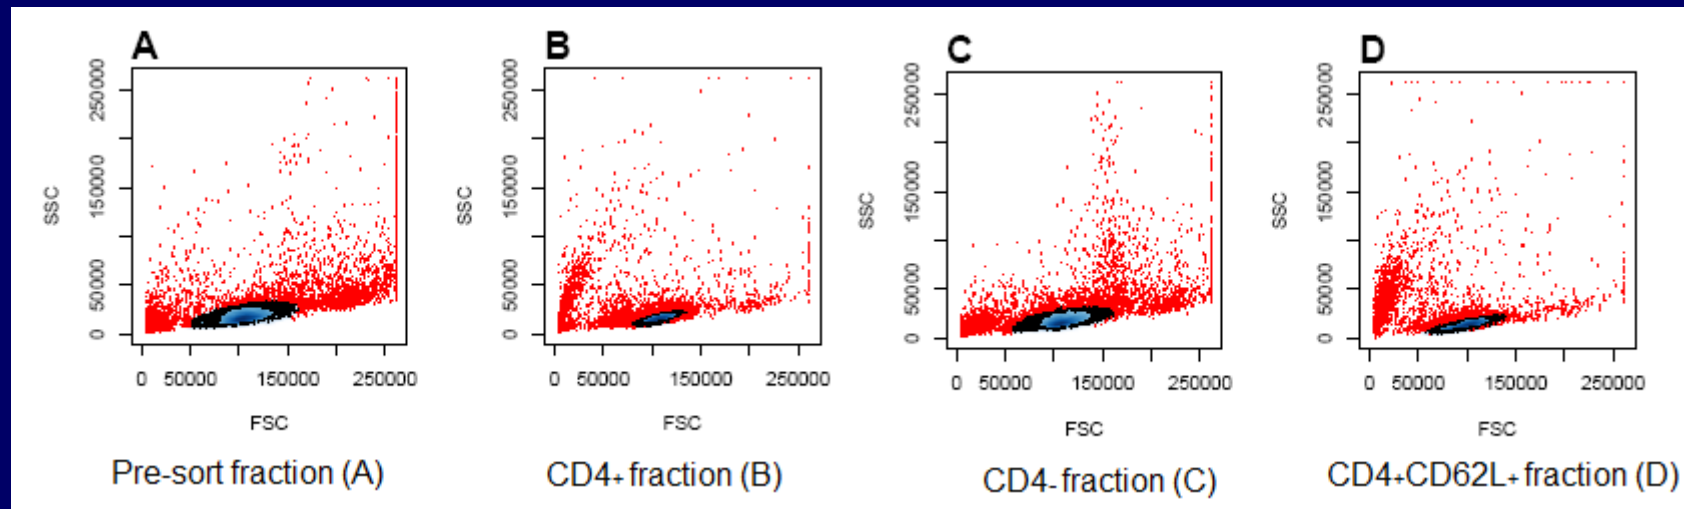 A
B
C
D
250000
150000
50000
0
SSC
0 50000 150000 250000
FSC
250000
150000
50000
0
SSC
0 50000 150000 250000
FSC
250000
150000
50000
0
SSC
0 50000 150000 250000
FSC
250000
150000
50000
0
SSC
0 50000 150000 250000
FSC
Pre-sort fraction (A)
CD4+ fraction (B)
CD4- fraction (C)
CD4+CD62L+ fraction (D)